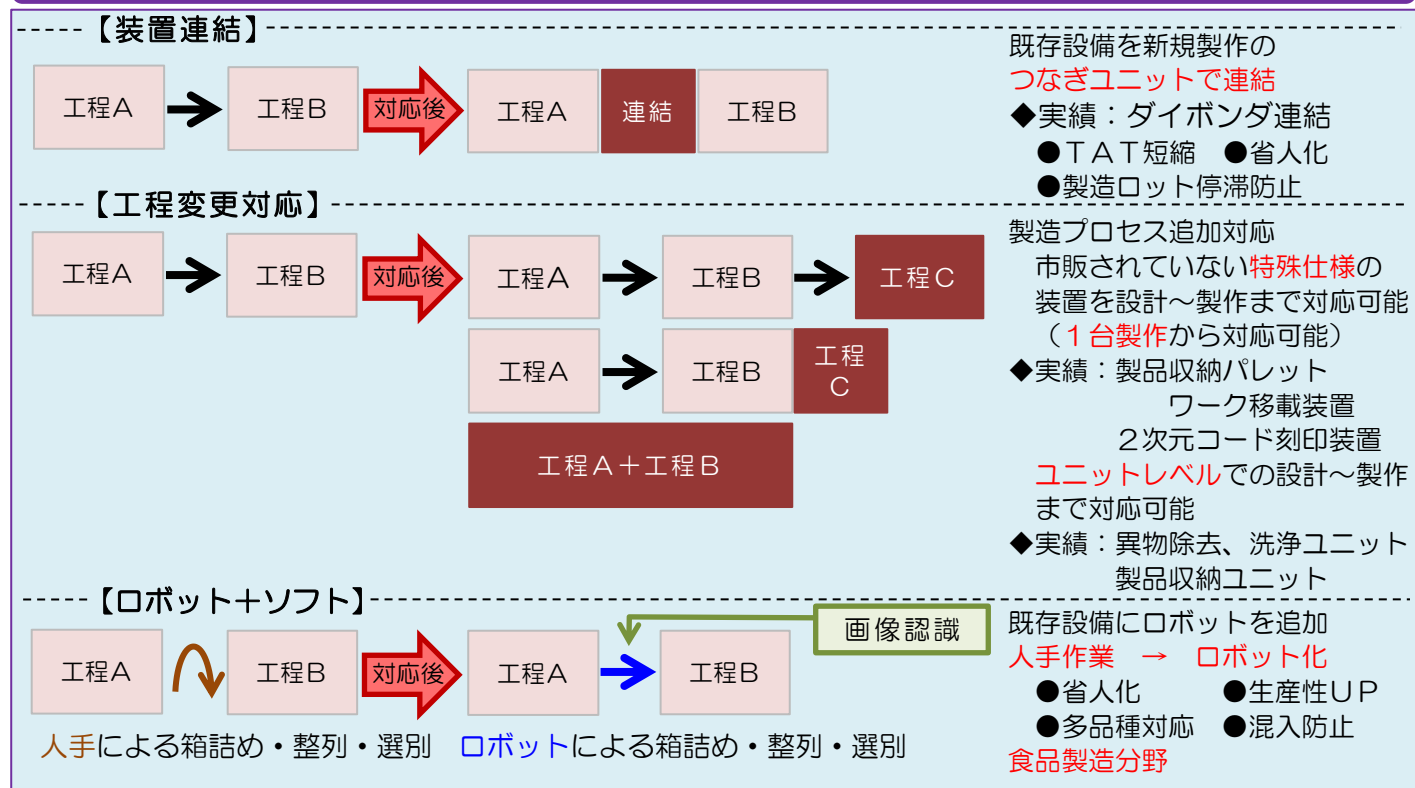 【装置連結】
工程A
工程B
対応後
工程A
連結
工程B
既存設備を新規製作の
つなぎユニットで連結
◆実績：ダイボンダ連結
●TAT短縮　●省人化
●製造ロット停滞防止
【工程変更対応】
工程A
工程B
対応後
工程A
工程B
工程C
工程A
工程B
工程
C
工程A＋工程B
製造プロセス追加対応
市販されていない特殊仕様の
装置を設計～製作まで対応可能
（１台製作から対応可能）
◆実績：製品収納パレット
ワーク移載装置
２次元コード刻印装置
ユニットレベルでの設計～製作
まで対応可能
◆実績：異物除去、洗浄ユニット
製品収納ユニット
【ロボット＋ソフト】
工程A
工程B
対応後
工程A
工程B
画像認識
人手による箱詰め・整列・選別　ロボットによる箱詰め・整列・選別
既存設備にロボットを追加
人手作業　→　ロボット化
●省人化　●生産性UP
●多品種対応　●混入防止
食品製造分野